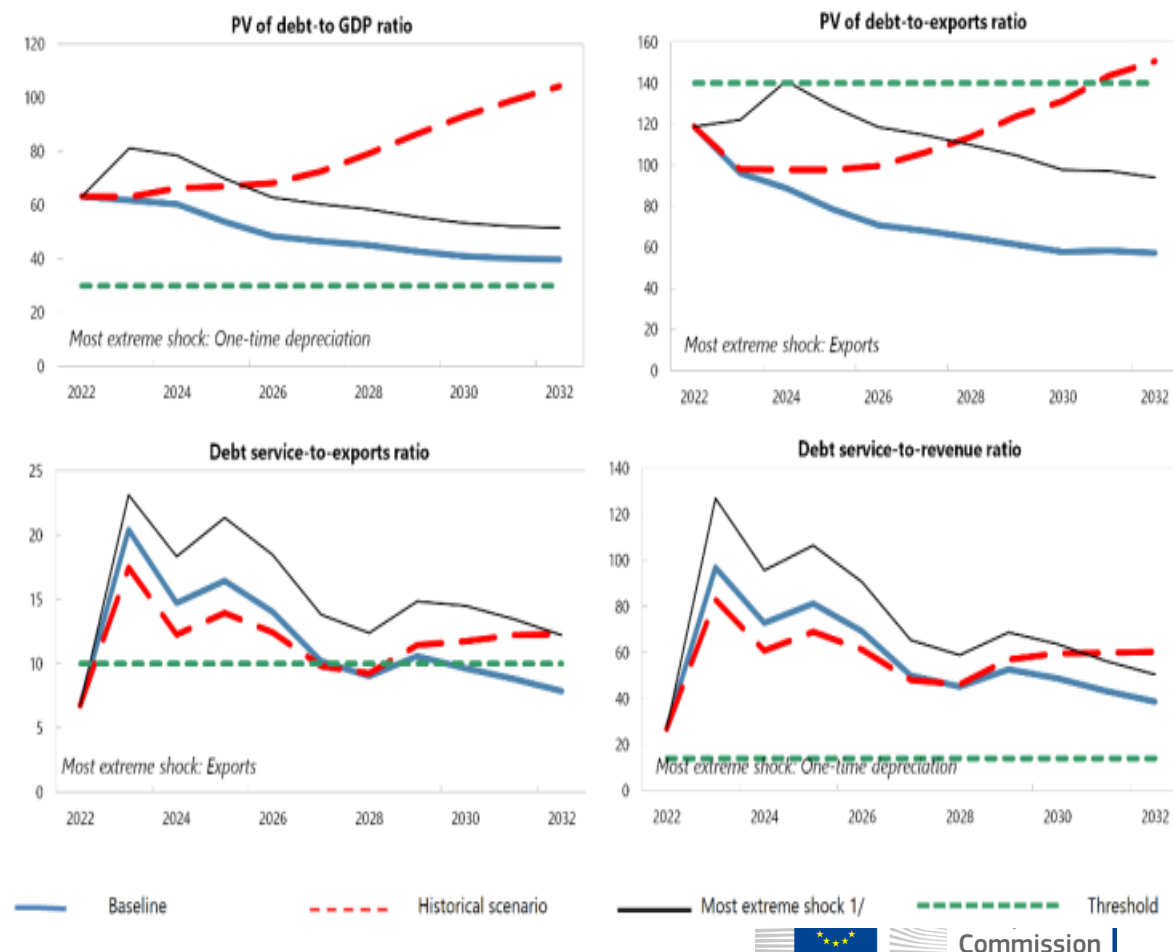 PV of debt-to GDP ratio
120
100
80
60
40
20
0
Most extreme shock: One-time depreciation
2022 2024 2026 2028 2030 2032
PV of debt-to-exports ratio
160
140
120
100
80
60
40
20
0
Most extreme shock: Exports
2022 2024 2026 2028 2030 2032
Debt service-to-exports ratio
25
20
15
10
5
0
Most extreme shock: Exports
2022 2024 2026 2028 2030 2032
Debt service-to-revenue ratio
140
120
100
80
60
40
20
0
Most extreme shock: One-time depreciation
2022 2024 2026 2028 2030 2032
Baseline Historical scenario Most extreme shock 1/ Threshold
Commission